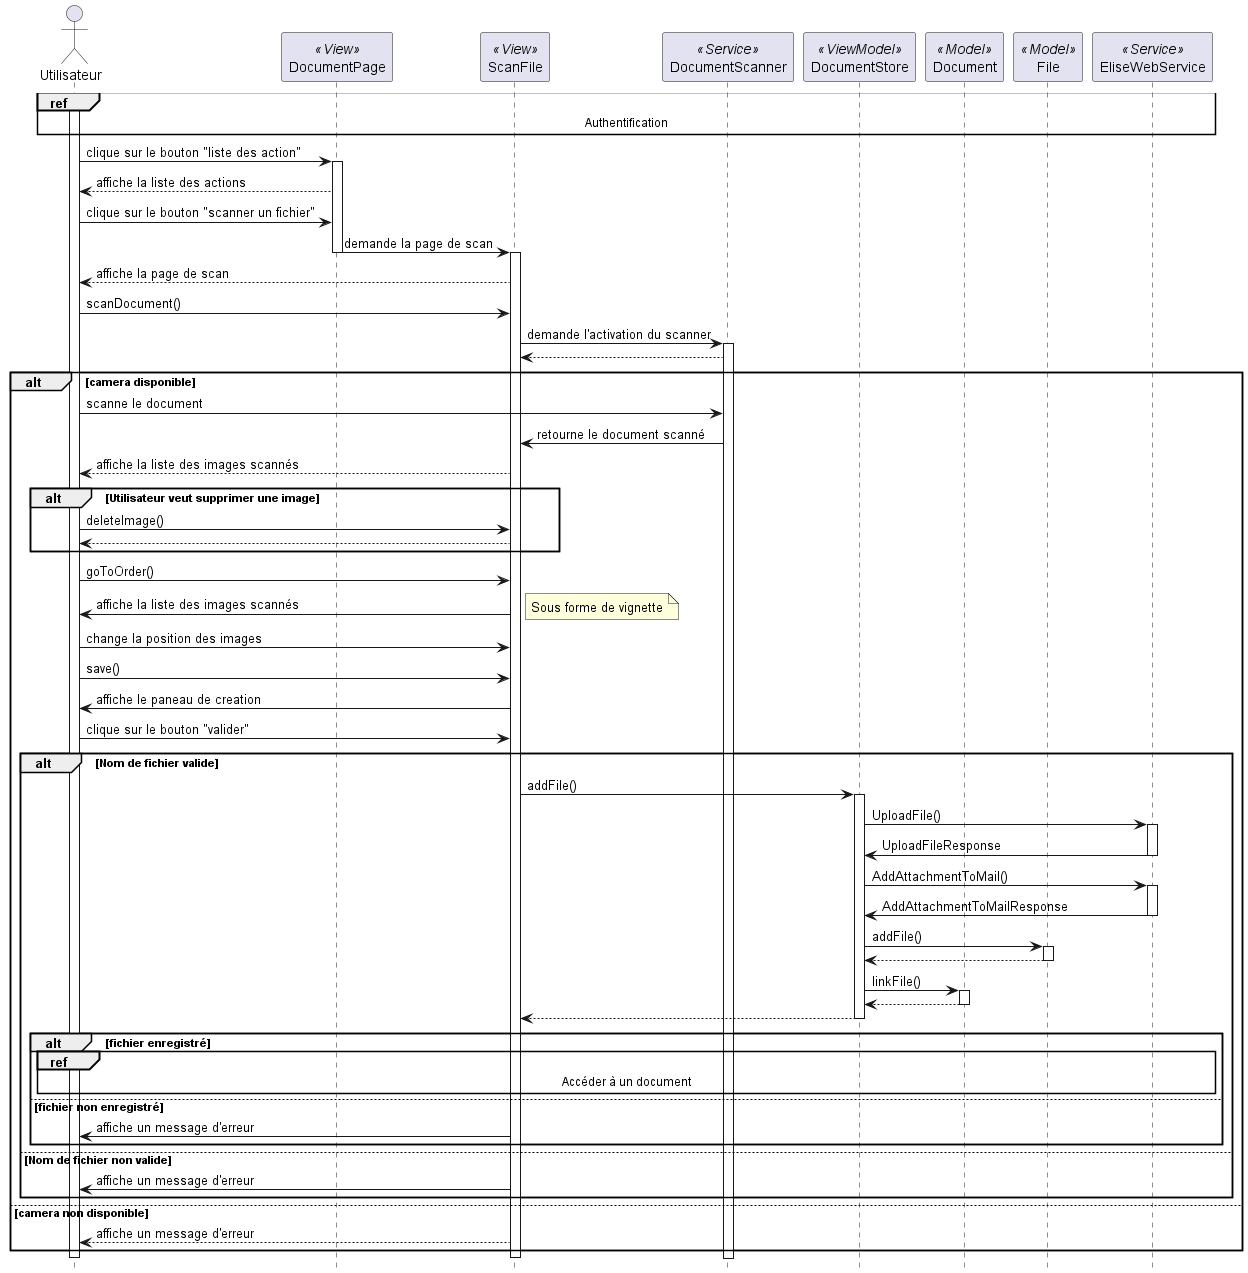 Utilisateur
«View»
DocumentPage
«View»
ScanFile
«Service»
DocumentScanner
«ViewModel»
DocumentStore
«Model»
Document
«Model»
File
«Service»
EliseWebService
ref
Authentification
clique sur le bouton "liste des action"
affiche la liste des actions
clique sur le bouton "scanner un fichier"
demande la page de scan
affiche la page de scan
scanDocument()
demande l'activation du scanner
alt
[camera disponible]
scanne le document
retourne le document scanné
affiche la liste des images scannés
alt
[Utilisateur veut supprimer une image]
deleteImage()
goToOrder()
affiche la liste des images scannés
Sous forme de vignette
change la position des images
save()
affiche le paneau de creation
clique sur le bouton "valider"
alt
[Nom de fichier valide]
addFile()
UploadFile()
UploadFileResponse
AddAttachmentToMail()
AddAttachmentToMailResponse
addFile()
linkFile()
alt
[fichier enregistré]
ref
Accéder à un document
[fichier non enregistré]
affiche un message d'erreur
[Nom de fichier non valide]
affiche un message d'erreur
[camera non disponible]
affiche un message d'erreur